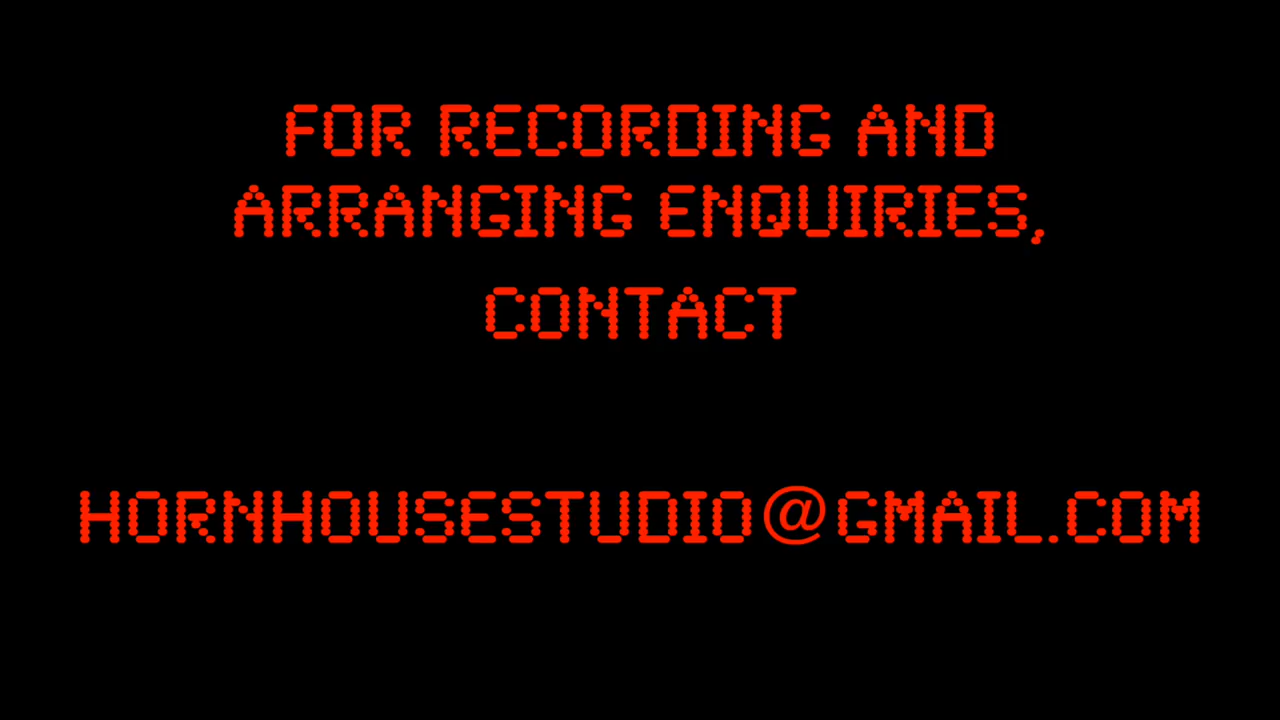 FOR RECORDING AND
ARRANGING ENQUIRIES,
CONTACT
HORNHOUSESTUDIO@GMAIL.COM